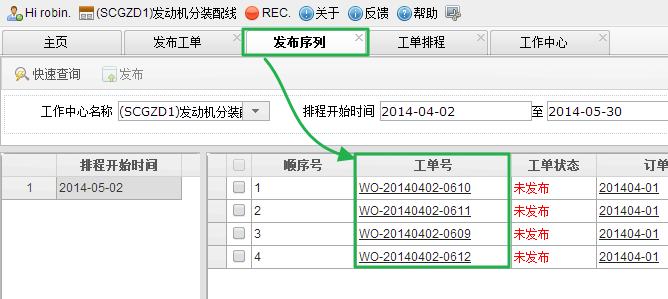 Hi robin. (SCGZD1)发动机分装配线 REC. 关于 反馈 帮助
主页 发布工单 发布序列 工单排程 工作中心
快速查询 发布
工作中心名称 (SCGZD1)发动机分装配 排程开始时间 2014-04-02 至 2014-05-30
排程开始时间 顺序号 工单号 工单状态 订单
1 2014-05-02 1 WO-20140402-0610 未发布 201404-01
2 WO-20140402-0611 未发布 201404-01
3 WO-20140402-0609 未发布 201404-01
4 WO-20140402-0612 未发布 201404-01